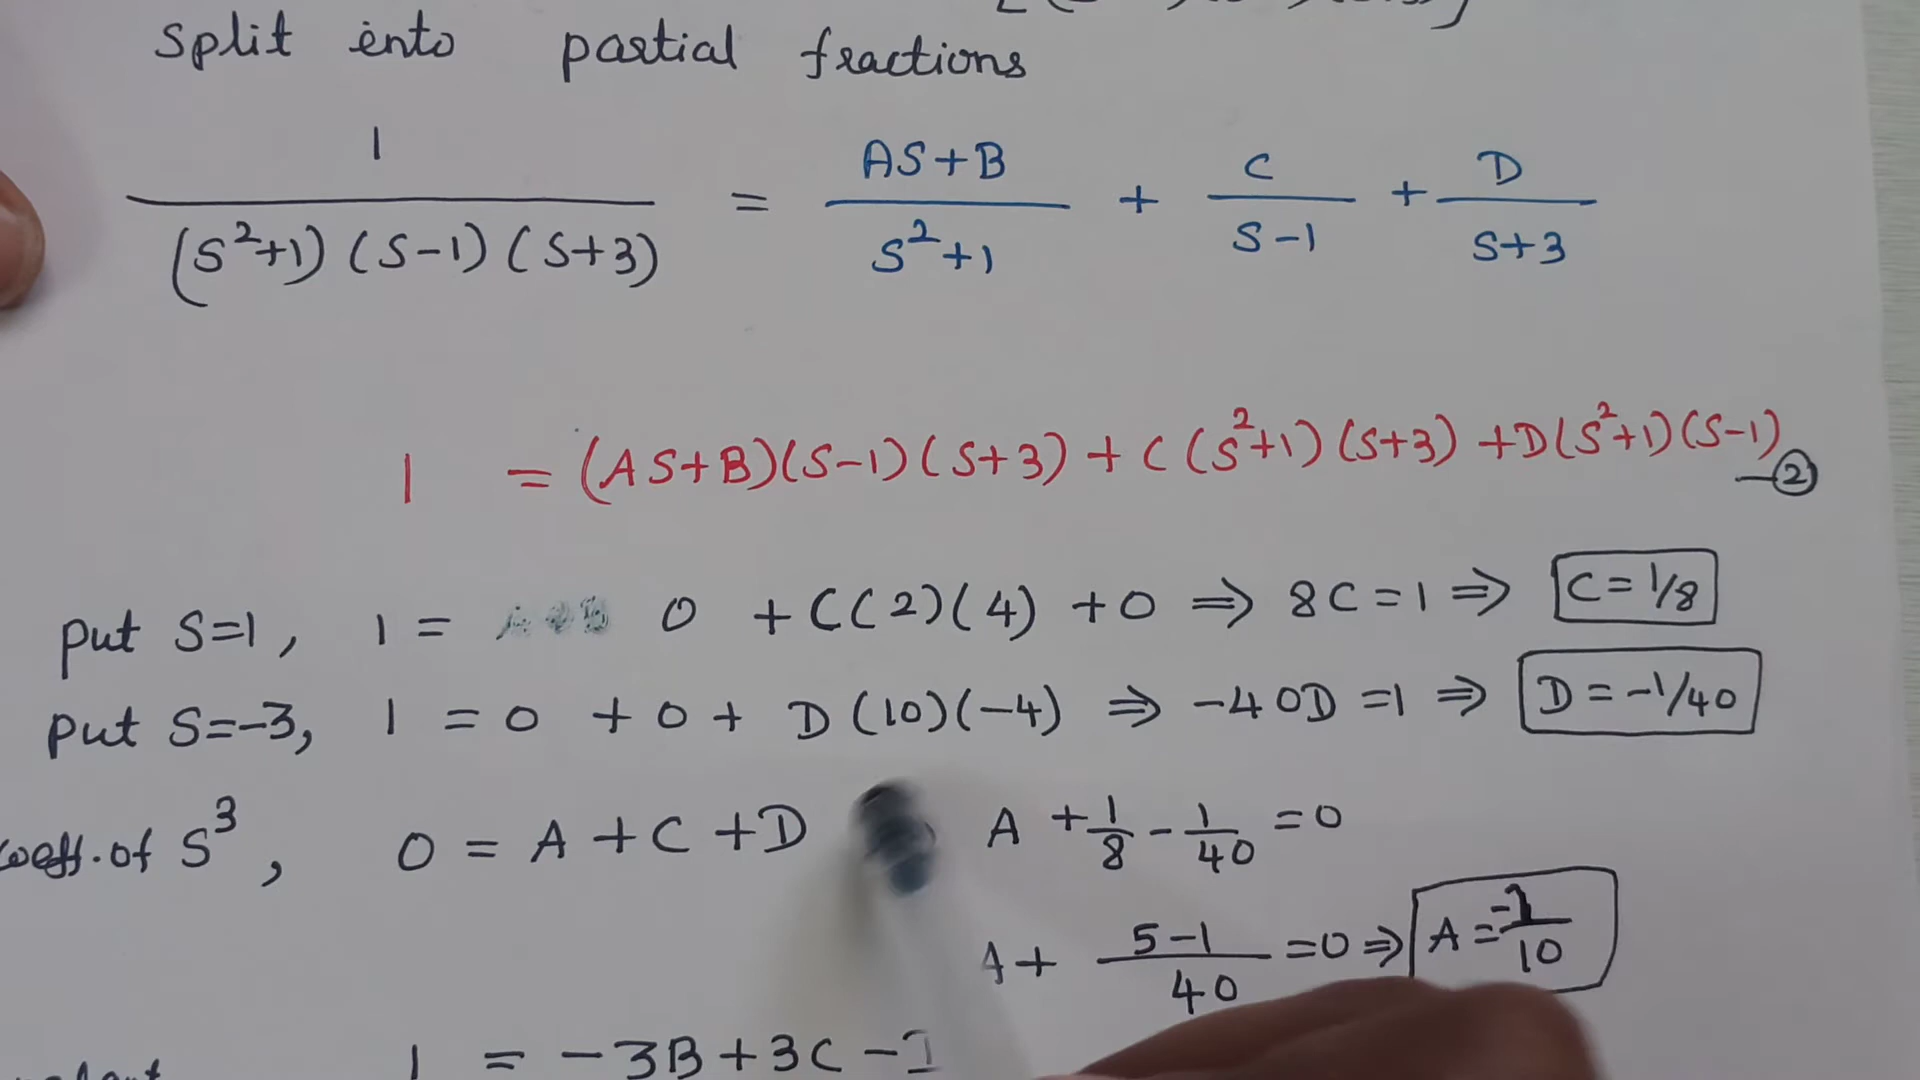 split into partial fractions
1
AS+B C D
= + +
(S²+1) (S-1) (S+3) S²+1 S-1 S+3
1 = (AS+B)(S-1)(S+3) + C(S²+1)(S+3) + D(S²+1)(S-1)
—②
put S=1, 1 = 0 + C(2)(4) + 0 ⇒ 8C=1 ⇒ C=1/8
put S=-3, 1 = 0 + 0 + D(10)(-4) ⇒ -40D=1 ⇒ D=-1/40
coeff. of S³, 0 = A+C+D A + 1/8 - 1/40 = 0
A + 5-1/40 = 0 ⇒ A = -1/10
1 = -3B+3C-